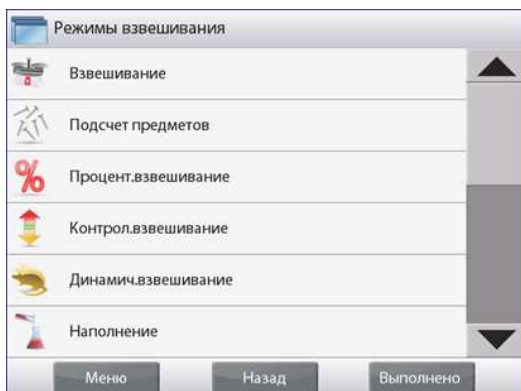 Режимы взвешивания
Взвешивание
Подсчет предметов
%
Процент.взвешивание
Контрол.взвешивание
Динамич.взвешивание
Наполнение
Меню Назад Выполнено